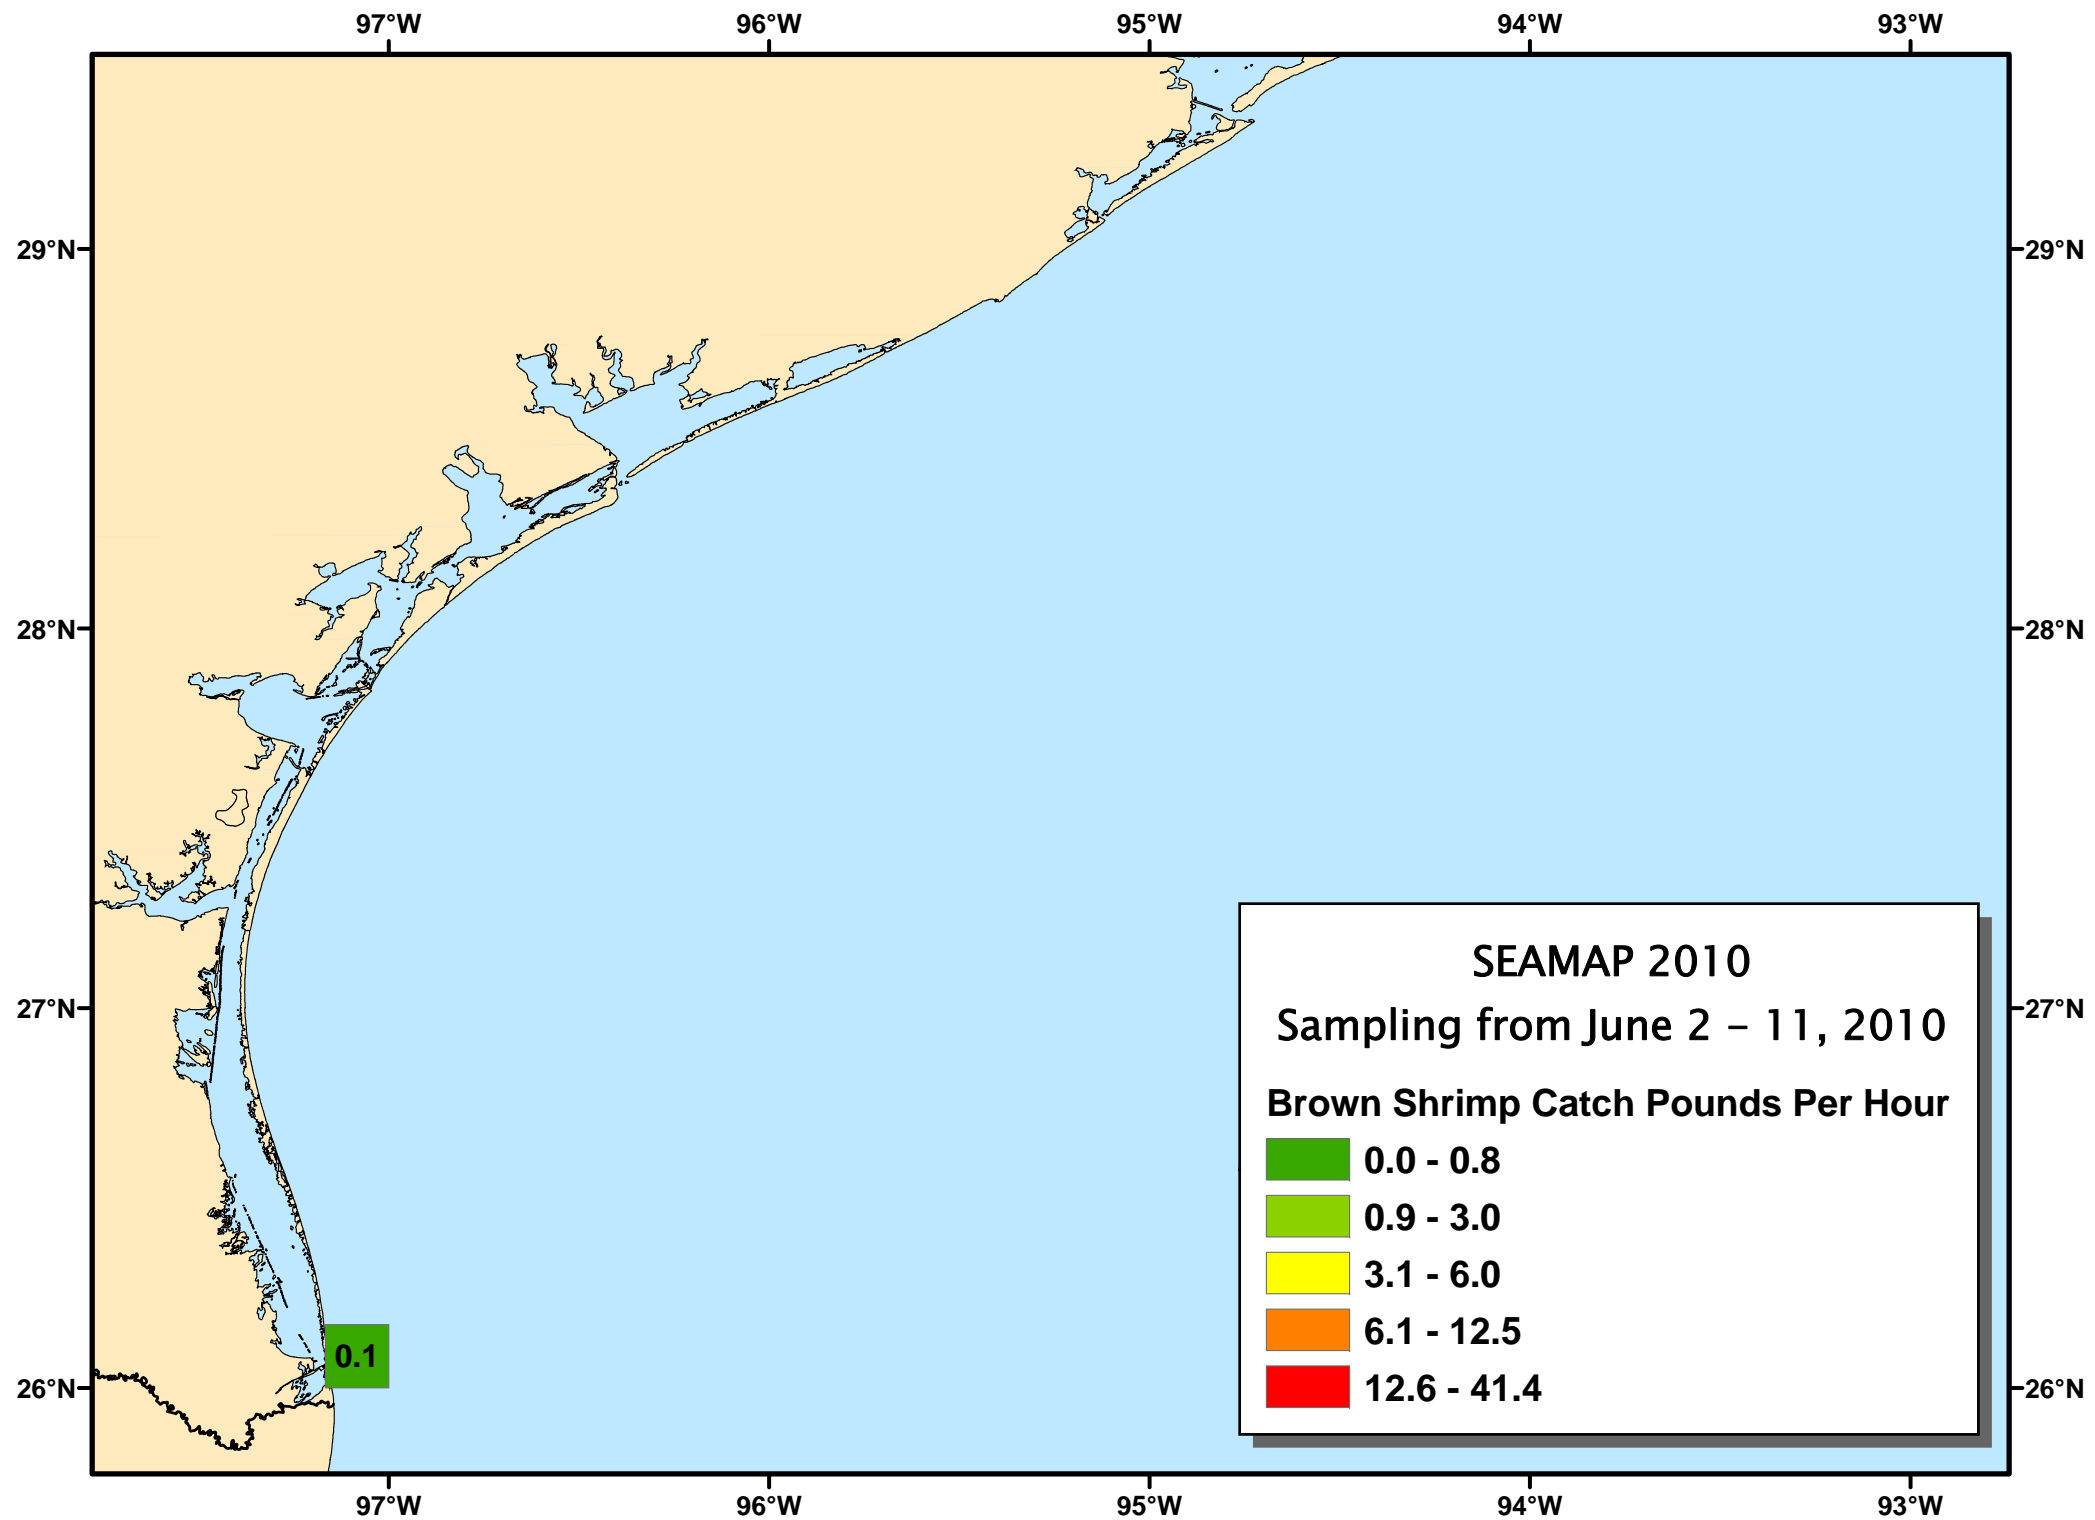 97°W 96°W 95°W 94°W 93°W
29°N 29°N
28°N 28°N
27°N 27°N
26°N 26°N
0.1
SEAMAP 2010
Sampling from June 2 – 11, 2010
Brown Shrimp Catch Pounds Per Hour
0.0 - 0.8
0.9 - 3.0
3.1 - 6.0
6.1 - 12.5
12.6 - 41.4
97°W 96°W 95°W 94°W 93°W